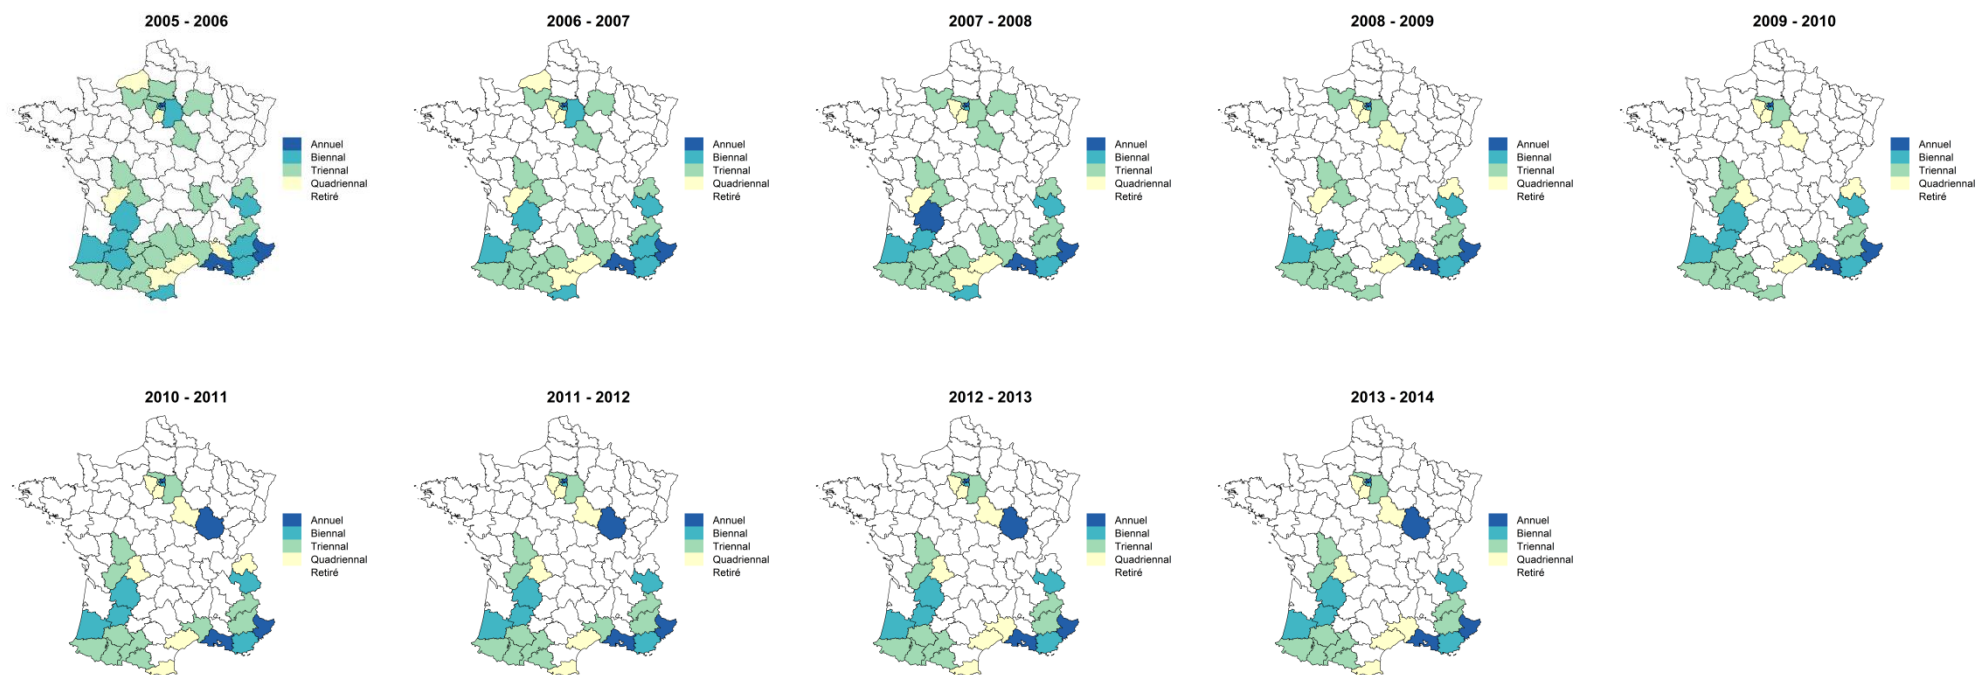 2005 - 2006
Annuel
Biennal
Triennal
Quadriennal
Retiré
2006 - 2007
Annuel
Biennal
Triennal
Quadriennal
Retiré
2007 - 2008
Annuel
Biennal
Triennal
Quadriennal
Retiré
2008 - 2009
Annuel
Biennal
Triennal
Quadriennal
Retiré
2009 - 2010
Annuel
Biennal
Triennal
Quadriennal
Retiré
2010 - 2011
Annuel
Biennal
Triennal
Quadriennal
Retiré
2011 - 2012
Annuel
Biennal
Triennal
Quadriennal
Retiré
2012 - 2013
Annuel
Biennal
Triennal
Quadriennal
Retiré
2013 - 2014
Annuel
Biennal
Triennal
Quadriennal
Retiré